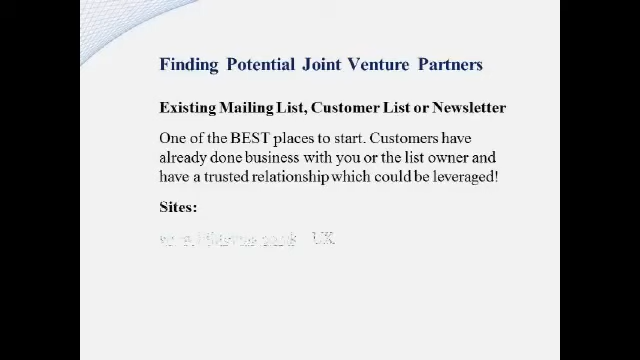 Finding Potential Joint Venture Partners
Existing Mailing List, Customer List or Newsletter
One of the BEST places to start. Customers have
already done business with you or the list owner and
have a trusted relationship which could be leveraged!
Sites:
UK